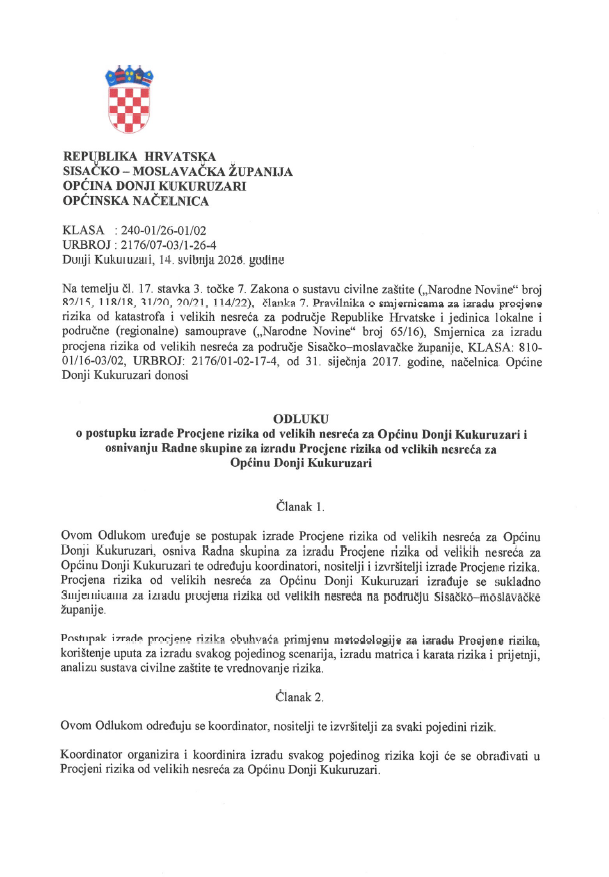 REPUBLIKA HRVATSKA
SISAČKO – MOSLAVAČKA ŽUPANIJA
OPĆINA DONJI KUKURUZARI
OPĆINSKA NAČELNICA
KLASA : 240-01/26-01/02
URBROJ : 2176/07-03/1-26-4
Donji Kukuruzari, 14. svibnja 2026. godine
Na temelju čl. 17. stavka 3. točke 7. Zakona o sustavu civilne zaštite („Narodne Novine“ broj
82/15, 118/18, 31/20, 20/21, 114/22), članka 7. Pravilnika o smjernicama za izradu procjene
rizika od katastrofa i velikih nesreća za područje Republike Hrvatske i jedinica lokalne i
područne (regionalne) samouprave („Narodne Novine“ broj 65/16), Smjernica za izradu
procjena rizika od velikih nesreća za područje Sisačko–moslavačke županije, KLASA: 810-
01/16-03/02, URBROJ: 2176/01-02-17-4, od 31. siječnja 2017. godine, načelnica Općine
Donji Kukuruzari donosi
ODLUKU
o postupku izrade Procjene rizika od velikih nesreća za Općinu Donji Kukuruzari i
osnivanju Radne skupine za izradu Procjene rizika od velikih nesreća za
Općinu Donji Kukuruzari
Članak 1.
Ovom Odlukom uređuje se postupak izrade Procjene rizika od velikih nesreća za Općinu
Donji Kukuruzari, osniva Radna skupina za izradu Procjene rizika od velikih nesreća za
Općinu Donji Kukuruzari te određuju koordinatori, nositelji i izvršitelji izrade Procjene rizika.
Procjena rizika od velikih nesreća za Općinu Donji Kukuruzari izrađuje se sukladno
Smjernicama za izradu procjena rizika od velikih nesreća na području Sisačko–moslavačke
županije.
Postupak izrade procjene rizika obuhvaća primjenu metodologije za izradu Procjene rizika,
korištenje uputa za izradu svakog pojedinog scenarija, izradu matrica i karata rizika i prijetnji,
analizu sustava civilne zaštite te vrednovanje rizika.
Članak 2.
Ovom Odlukom određuju se koordinator, nositelji te izvršitelji za svaki pojedini rizik.
Koordinator organizira i koordinira izradu svakog pojedinog rizika koji će se obrađivati u
Procjeni rizika od velikih nesreća za Općinu Donji Kukuruzari.